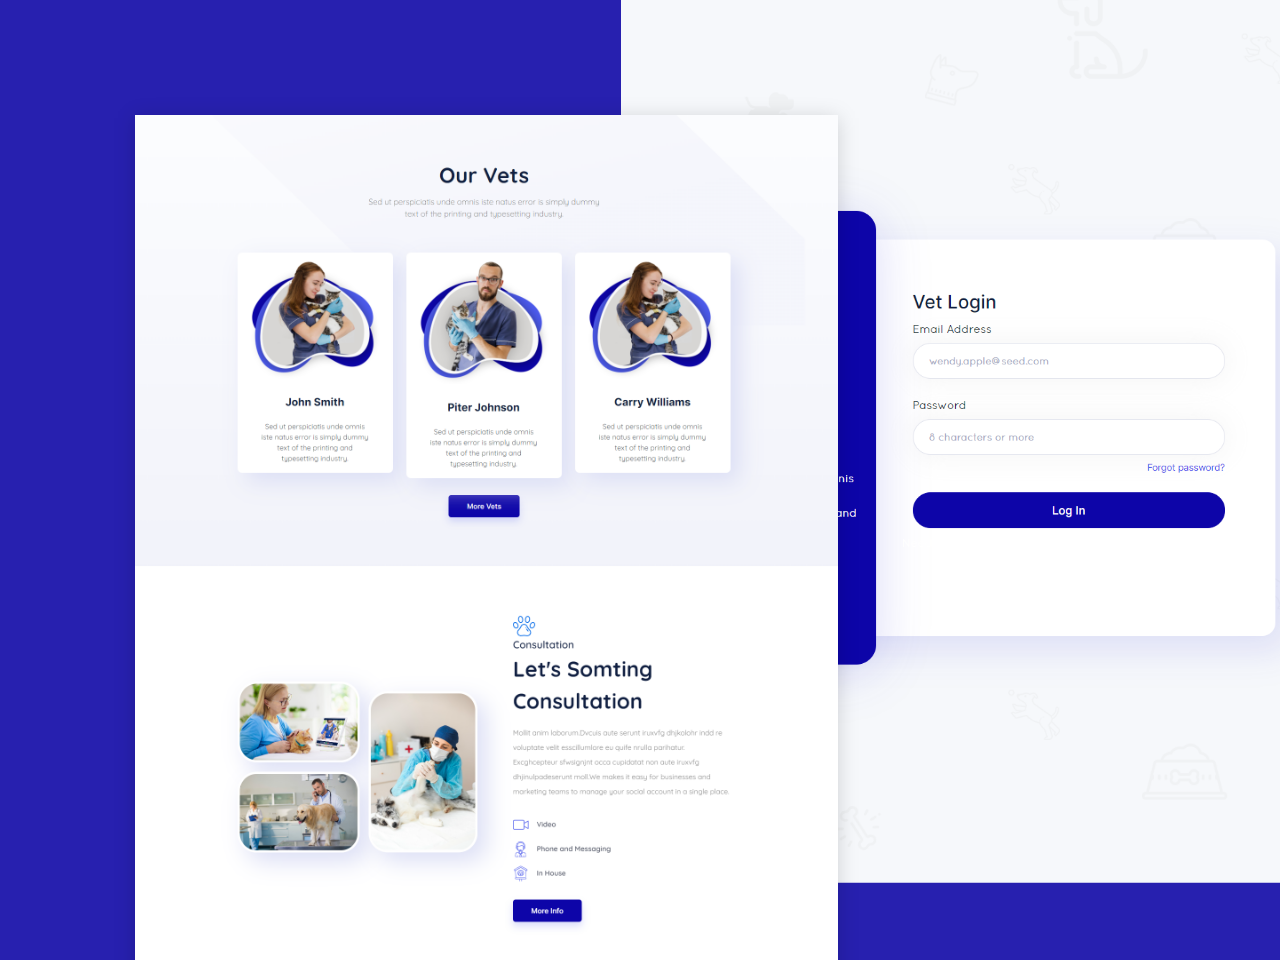 Our Vets
Sed ut perspiciatis unde omnis iste natus error is simply dummy
text of the printing and typesetting industry.
John Smith
Sed ut perspiciatis unde omnis
iste natus error is simply dummy
text of the printing and
typesetting industry.
Piter Johnson
Sed ut perspiciatis unde omnis
iste natus error is simply dummy
text of the printing and
typesetting industry.
Carry Williams
Sed ut perspiciatis unde omnis
iste natus error is simply dummy
text of the printing and
typesetting industry.
More Vets
Consultation
Let's Somting
Consultation
Mollit anim laborum.Dvcuis aute serunt iruxvfg dhjkolohr indd re
voluptate velit esscillumlore eu quife nrulla parihatur.
Excghcepteur sfwsignjnt occa cupidatat non aute iruxvfg
dhjinulpadeserunt moll.We makes it easy for businesses and
marketing teams to manage your social account in a single place.
Video
Phone and Messaging
In House
More Info
nis
and
Vet Login
Email Address
wendy.apple@seed.com
Password
8 characters or more
Forgot password?
Log In